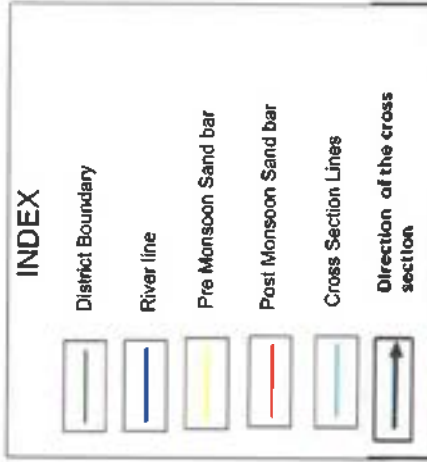 INDEX
District Boundary
River line
Pre Monsoon Sand bar
Post Monsoon Sand bar
Cross Section Lines
Direction of the cross
section